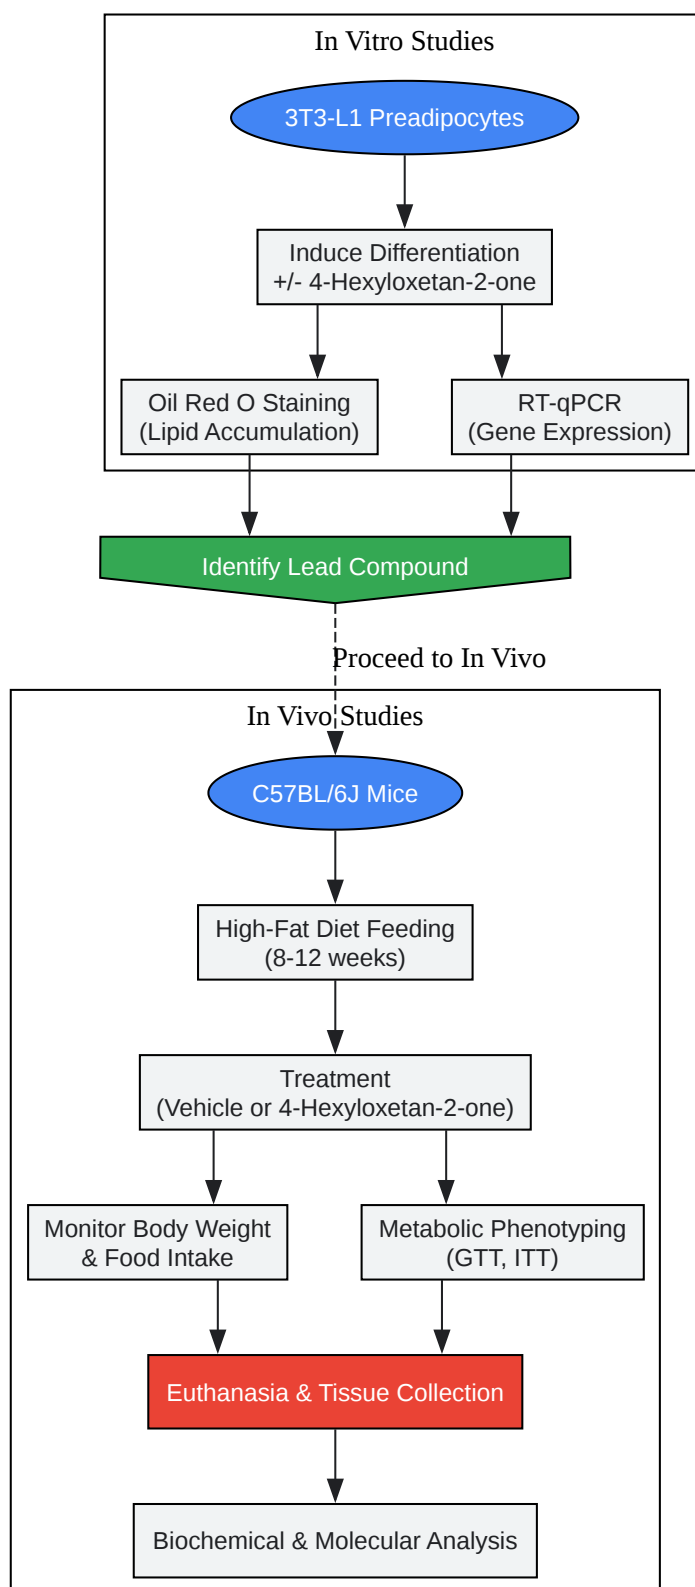 In Vitro Studies
3T3-L1 Preadipocytes
Induce Differentiation
+/- 4-Hexyloxetan-2-one
Oil Red O Staining
(Lipid Accumulation)
RT-qPCR
(Gene Expression)
Identify Lead Compound
Proceed to In Vivo
In Vivo Studies
C57BL/6J Mice
High-Fat Diet Feeding
(8-12 weeks)
Treatment
(Vehicle or 4-Hexyloxetan-2-one)
Monitor Body Weight
& Food Intake
Metabolic Phenotyping
(GTT, ITT)
Euthanasia & Tissue Collection
Biochemical & Molecular Analysis